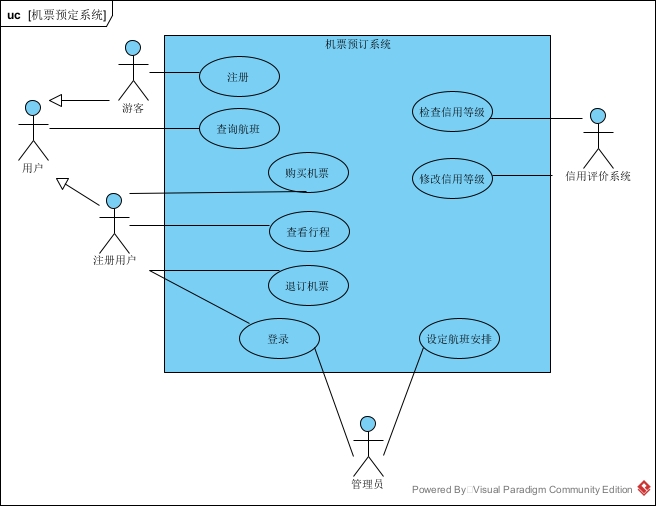 uc [机票预定系统]
机票预订系统
注册
游客
查询航班
用户
检查信用等级
信用评价系统
购买机票
修改信用等级
注册用户
查看行程
退订机票
登录
设定航班安排
管理员
Powered By Visual Paradigm Community Edition